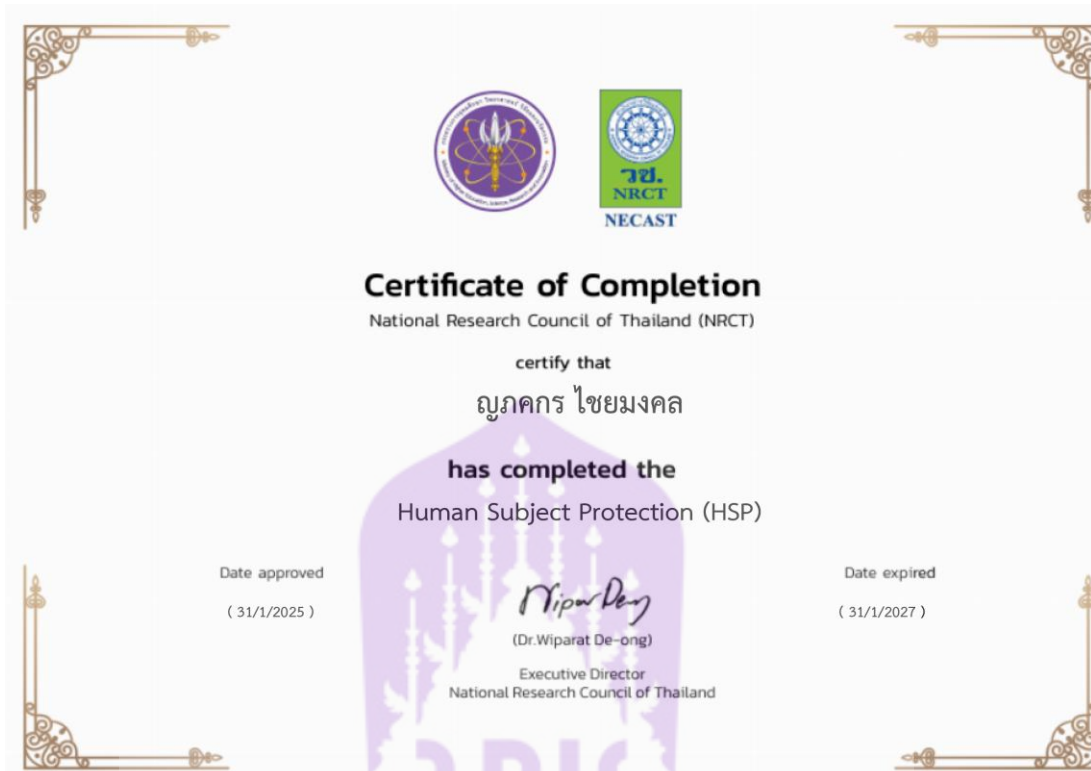 วช.
NRCT
NECAST
Certificate of Completion
National Research Council of Thailand (NRCT)
certify that
ญภคกร ไชยมงคล
has completed the
Human Subject Protection (HSP)
Date approved
Date expired
( 31/1/2025 )
( 31/1/2027 )
(Dr.Wiparat De-ong)
Executive Director
National Research Council of Thailand